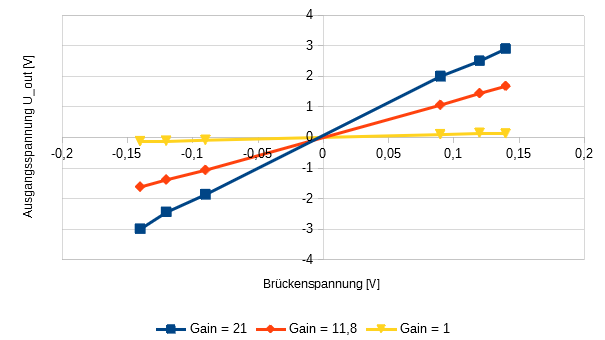 Ausgangsspannung U_out [V]
4
3
2
1
0
-1
-2
-3
-4
-0,2 -0,15 -0,1 -0,05 0 0,05 0,1 0,15 0,2
Brückenspannung [V]
Gain = 21 Gain = 11,8 Gain = 1